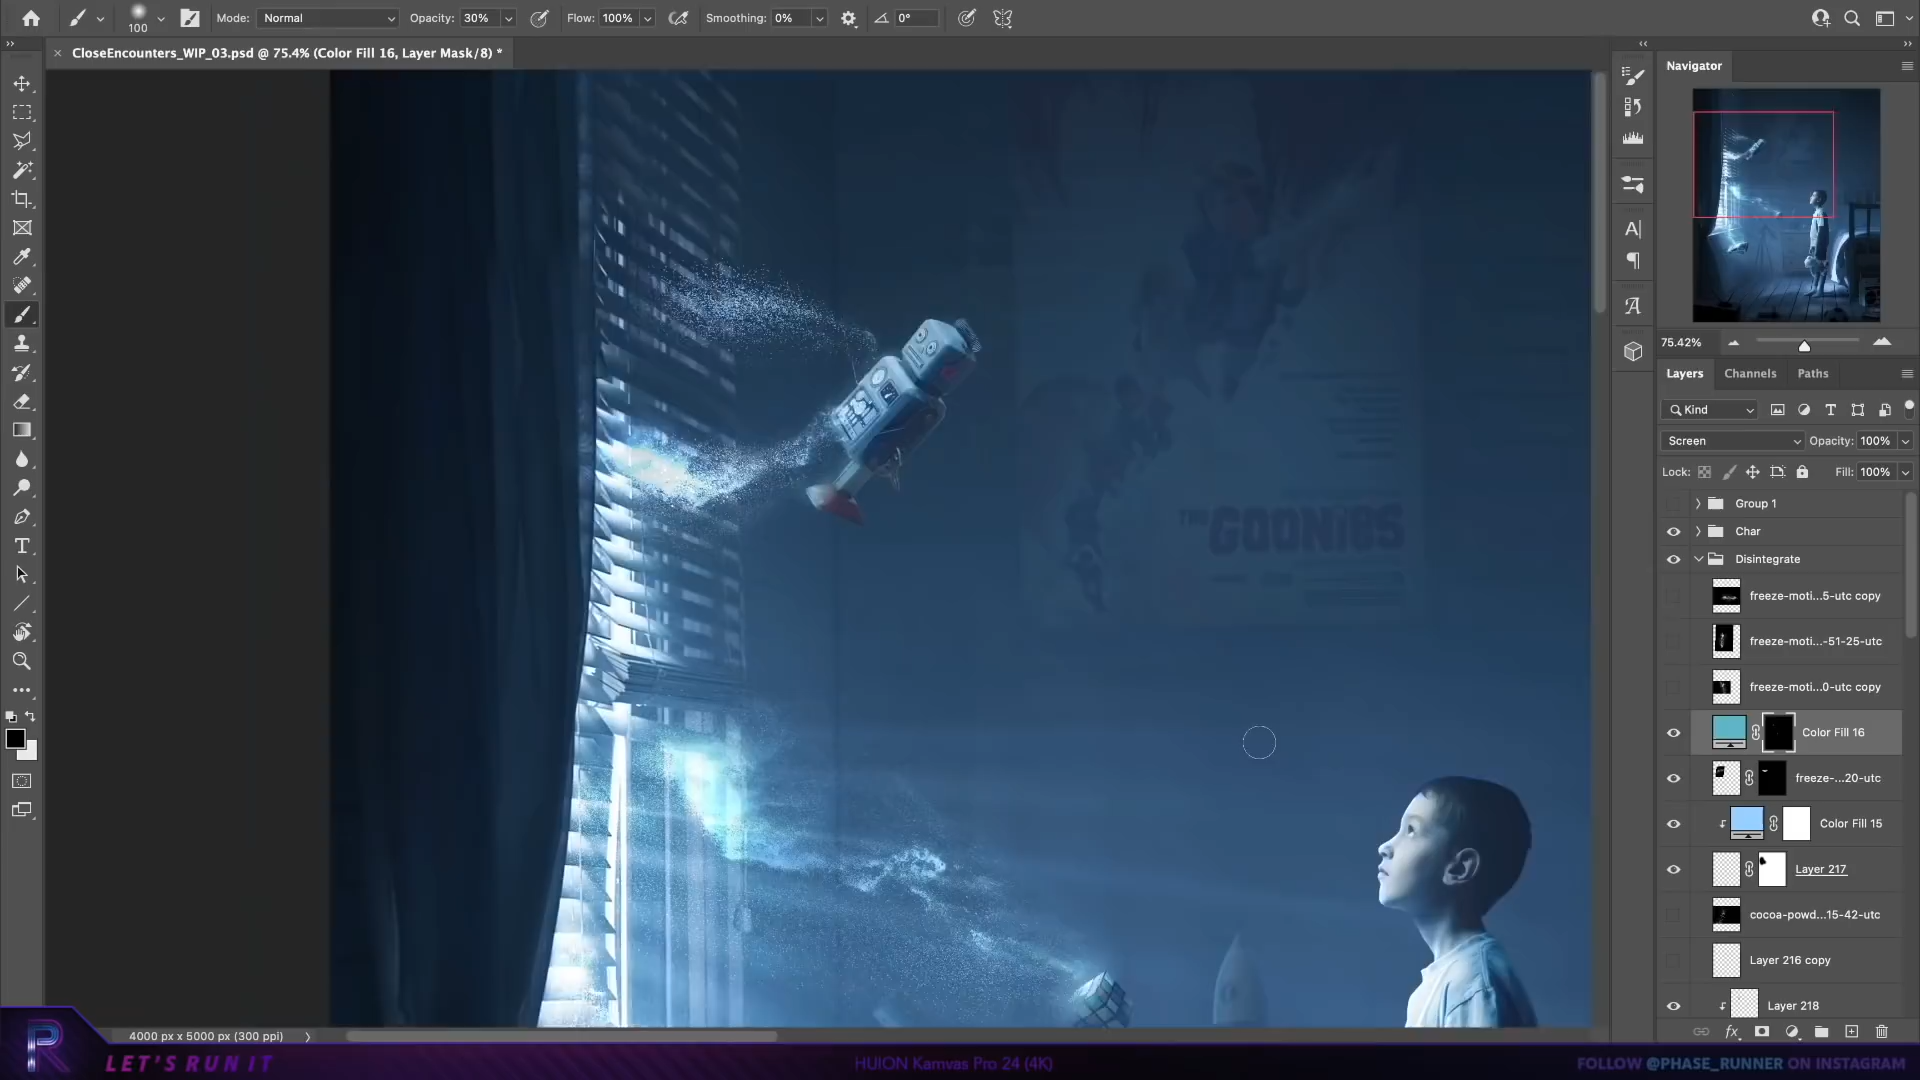 100
Mode: Normal
Opacity: 30%
Flow: 100%
Smoothing: 0%
0°
CloseEncounters_WIP_03.psd @ 75.4% (Color Fill 16, Layer Mask/8) *
Navigator
75.42%
Layers
Channels
Paths
Kind
Screen
Opacity: 100%
Lock:
Fill: 100%
Group 1
Char
Disintegrate
freeze-moti...5-utc copy
freeze-moti...-51-25-utc
freeze-moti...0-utc copy
Color Fill 16
freeze-...20-utc
Color Fill 15
Layer 217
cocoa-powd...15-42-utc
Layer 216 copy
Layer 218
THE GOONIES
4000 px x 5000 px (300 ppi)
LET'S RUN IT
HUION Kamvas Pro 24 (4K)
FOLLOW @PHASE_RUNNER ON INSTAGRAM